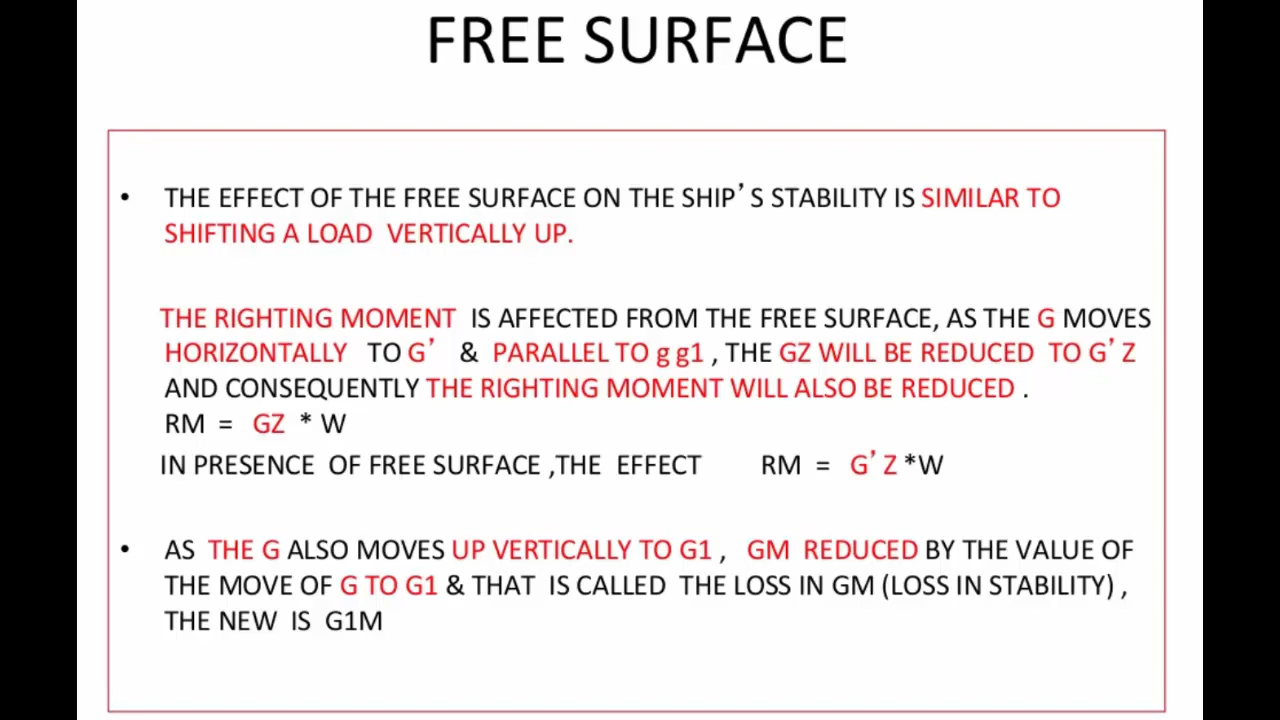 FREE SURFACE
• THE EFFECT OF THE FREE SURFACE ON THE SHIP’S STABILITY IS SIMILAR TO
SHIFTING A LOAD VERTICALLY UP.
THE RIGHTING MOMENT IS AFFECTED FROM THE FREE SURFACE, AS THE G MOVES
HORIZONTALLY TO G’ & PARALLEL TO g g1 , THE GZ WILL BE REDUCED TO G’Z
AND CONSEQUENTLY THE RIGHTING MOMENT WILL ALSO BE REDUCED .
RM = GZ * W
IN PRESENCE OF FREE SURFACE ,THE EFFECT RM = G’Z *W
• AS THE G ALSO MOVES UP VERTICALLY TO G1 , GM REDUCED BY THE VALUE OF
THE MOVE OF G TO G1 & THAT IS CALLED THE LOSS IN GM (LOSS IN STABILITY) ,
THE NEW IS G1M